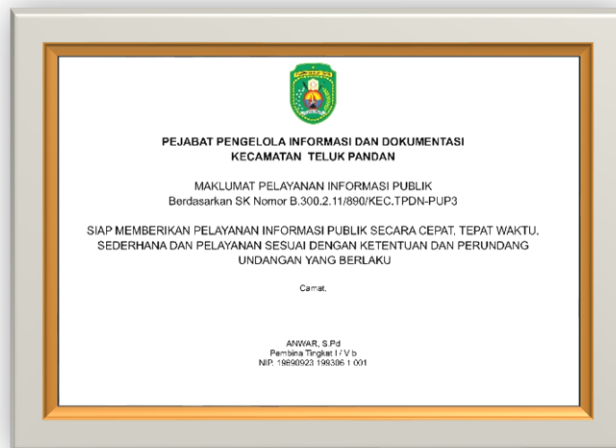 PEJABAT PENGELOLA INFORMASI DAN DOKUMENTASI
KECAMATAN TELUK PANDAN
MAKLUMAT PELAYANAN INFORMASI PUBLIK
Berdasarkan SK Nomor B.300.2.11/890/KEC.TPDN-PUP3
SIAP MEMBERIKAN PELAYANAN INFORMASI PUBLIK SECARA CEPAT, TEPAT WAKTU,
SEDERHANA DAN PELAYANAN SESUAI DENGAN KETENTUAN DAN PERUNDANG
UNDANGAN YANG BERLAKU
Camat,
ANWAR, S.Pd
Pembina Tingkat I / V b
NIP: 19690923 199306 1 001